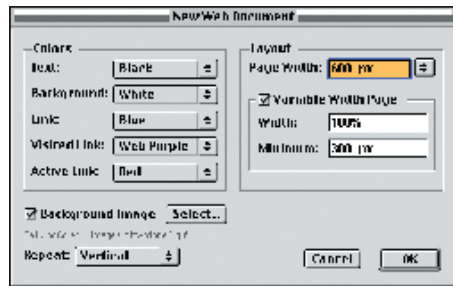 New Web Document
Colors
Text: Black
Background: White
Link: Blue
Visited Link: Web Purple
Active Link: Red
Background Image Select...
Repeat: Vertical
Layout
Page Width: 600 px
Variable Width Page
Width: 100%
Minimum: 300 px
Cancel OK